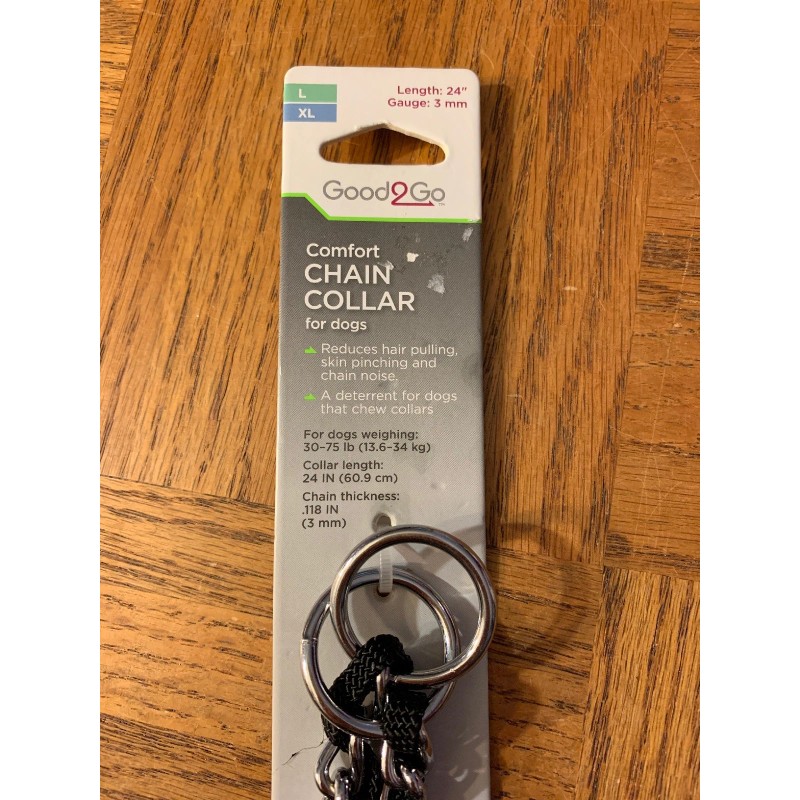 L
XL
Length: 24"
Gauge: 3 mm
Good2Go™
Comfort
CHAIN
COLLAR
for dogs
Reduces hair pulling,
skin pinching and
chain noise.
A deterrent for dogs
that chew collars
For dogs weighing:
30–75 lb (13.6–34 kg)
Collar length:
24 IN (60.9 cm)
Chain thickness:
.118 IN
(3 mm)